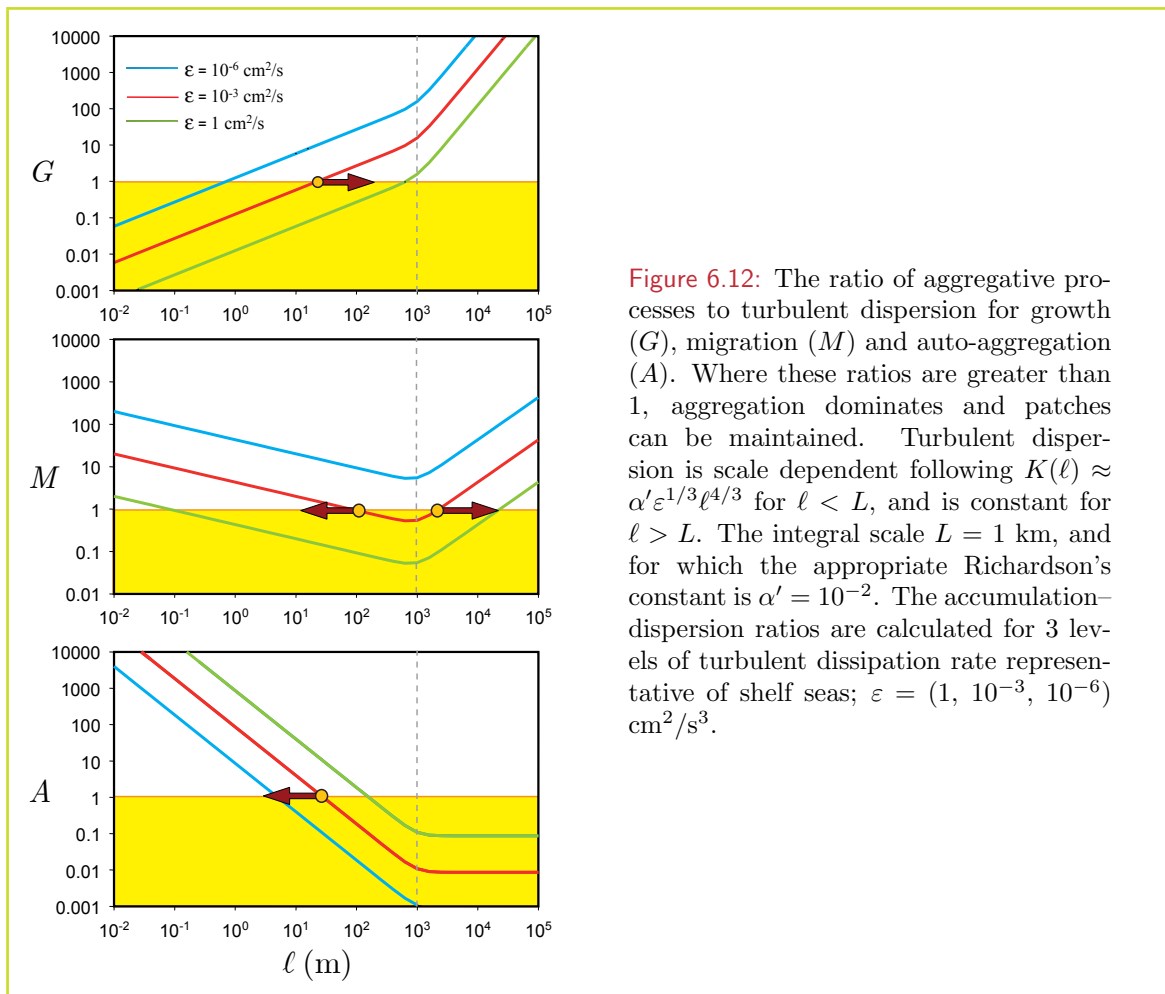 10000
1000
100
10
1
0.1
0.01
0.001
G
ε = 10⁻⁶ cm²/s
ε = 10⁻³ cm²/s
ε = 1 cm²/s
10⁻² 10⁻¹ 10⁰ 10¹ 10² 10³ 10⁴ 10⁵
10000
1000
100
10
1
0.1
0.01
M
10⁻² 10⁻¹ 10⁰ 10¹ 10² 10³ 10⁴ 10⁵
10000
1000
100
10
1
0.1
0.01
0.001
A
10⁻² 10⁻¹ 10⁰ 10¹ 10² 10³ 10⁴ 10⁵
ℓ (m)
Figure 6.12: The ratio of aggregative pro-
cesses to turbulent dispersion for growth
(G), migration (M) and auto-aggregation
(A). Where these ratios are greater than
1, aggregation dominates and patches
can be maintained. Turbulent disper-
sion is scale dependent following K(ℓ) ≈
α′ε^{1/3}ℓ^{4/3} for ℓ < L, and is constant for
ℓ > L. The integral scale L = 1 km, and
for which the appropriate Richardson's
constant is α′ = 10⁻². The accumulation–
dispersion ratios are calculated for 3 lev-
els of turbulent dissipation rate represen-
tative of shelf seas; ε = (1, 10⁻³, 10⁻⁶)
cm²/s³.